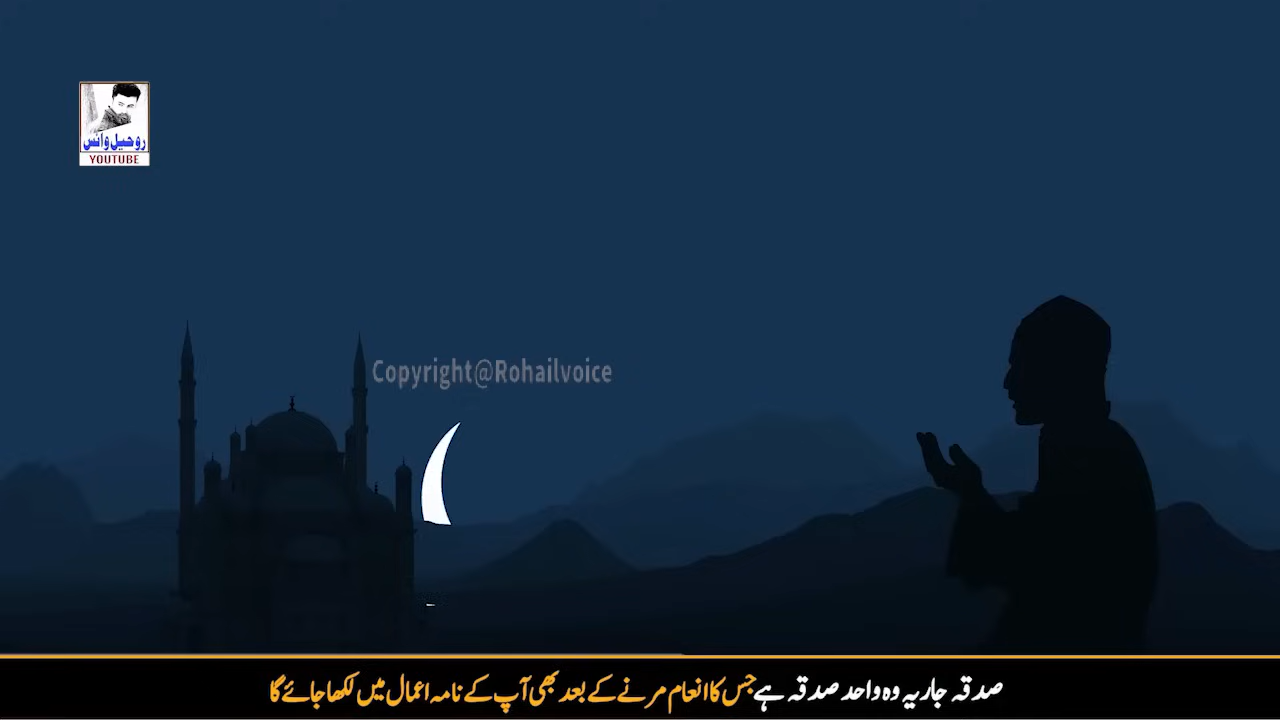 روحیل وائس
YOUTUBE
Copyright@Rohailvoice
صدقہ جاریہ وہ واحد صدقہ ہے جس کا انعام مرنے کے بعد بھی آپ کے نامہ اعمال میں لکھا جائے گا